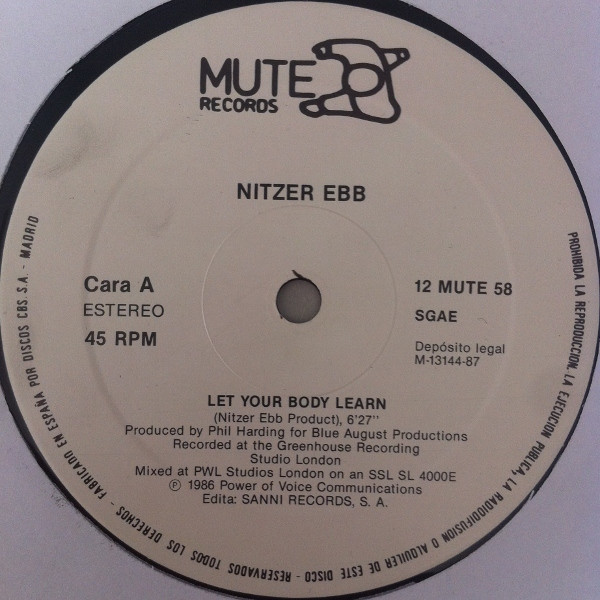 MUTE
RECORDS
NITZER EBB
Cara A
ESTEREO
45 RPM
12 MUTE 58
SGAE
Depósito legal
M-13144-87
LET YOUR BODY LEARN
(Nitzer Ebb Product), 6'27''
Produced by Phil Harding for Blue August Productions
Recorded at the Greenhouse Recording
Studio London
Mixed at PWL Studios London on an SSL SL 4000E
Ⓟ 1986 Power of Voice Communications
Edita: SANNI RECORDS, S. A.
PROHIBIDA LA REPRODUCCION, LA EJECUCION PUBLICA, LA RADIODIFUSION O ALQUILER DE ESTE DISCO - RESERVADOS TODOS LOS DERECHOS - FABRICADO EN ESPAÑA POR DISCOS CBS. S.A. - MADRID